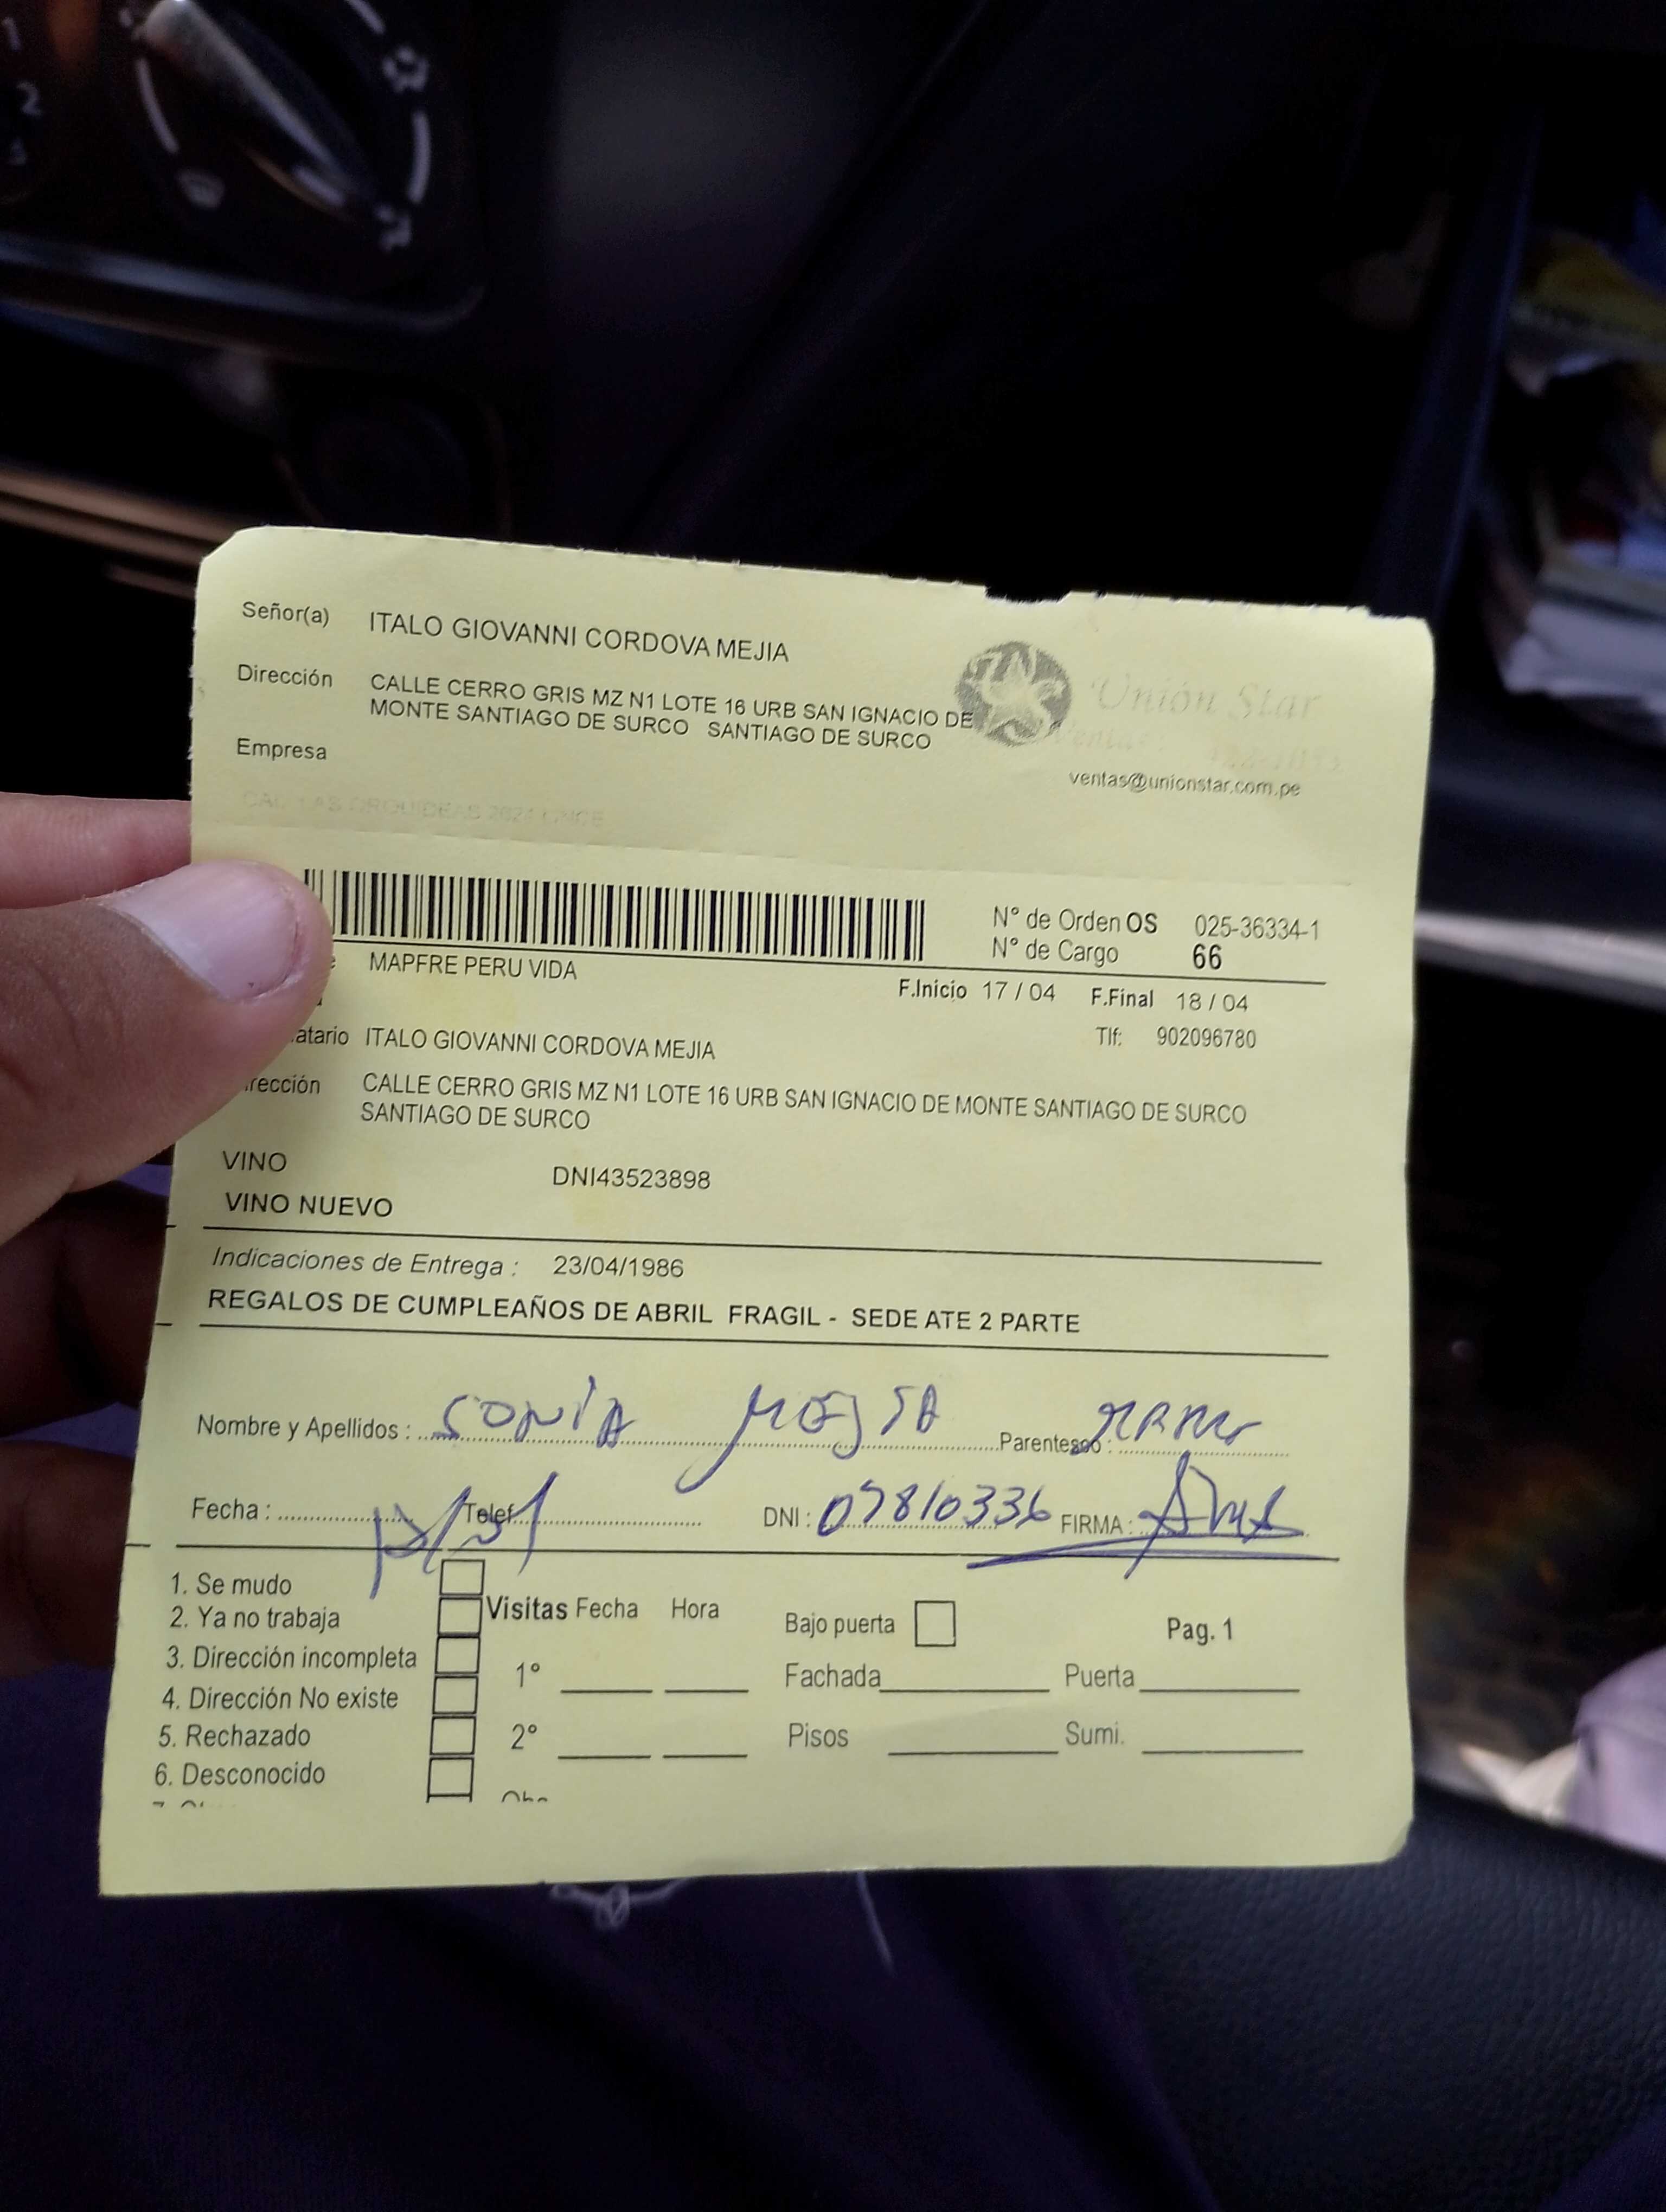 Señor(a) ITALO GIOVANNI CORDOVA MEJIA
Dirección CALLE CERRO GRIS MZ N1 LOTE 16 URB SAN IGNACIO DE
MONTE SANTIAGO DE SURCO SANTIAGO DE SURCO
Unión Star
Empresa
ventas@unionstar.com.pe
N° de Orden OS 025-36334-1
N° de Cargo 66
MAPFRE PERU VIDA
F.Inicio 17 / 04 F.Final 18 / 04
atario ITALO GIOVANNI CORDOVA MEJIA
Tlf: 902096780
rección CALLE CERRO GRIS MZ N1 LOTE 16 URB SAN IGNACIO DE MONTE SANTIAGO DE SURCO
SANTIAGO DE SURCO
VINO DNI43523898
VINO NUEVO
Indicaciones de Entrega : 23/04/1986
REGALOS DE CUMPLEAÑOS DE ABRIL FRAGIL - SEDE ATE 2 PARTE
Nombre y Apellidos : SONIA MEJIA Parentesco :
Fecha : Telef DNI : 07810336 FIRMA :
1. Se mudo
2. Ya no trabaja
3. Dirección incompleta
4. Dirección No existe
5. Rechazado
6. Desconocido
Visitas Fecha Hora
1°
2°
Bajo puerta Pag. 1
Fachada Puerta
Pisos Sumi.